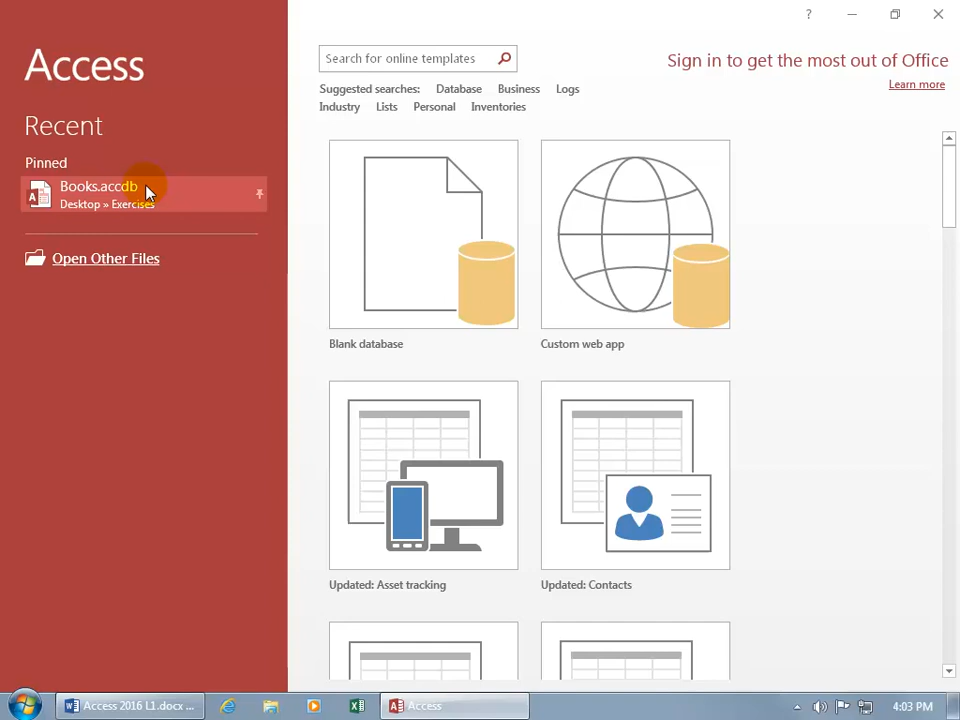 Access
Recent
Pinned
Books.accdb
Desktop » Exercises
Open Other Files
?
Search for online templates
Sign in to get the most out of Office
Learn more
Suggested searches: Database Business Logs
Industry Lists Personal Inventories
Blank database
Custom web app
Updated: Asset tracking
Updated: Contacts
Access 2016 L1.docx ...
Access
4:03 PM